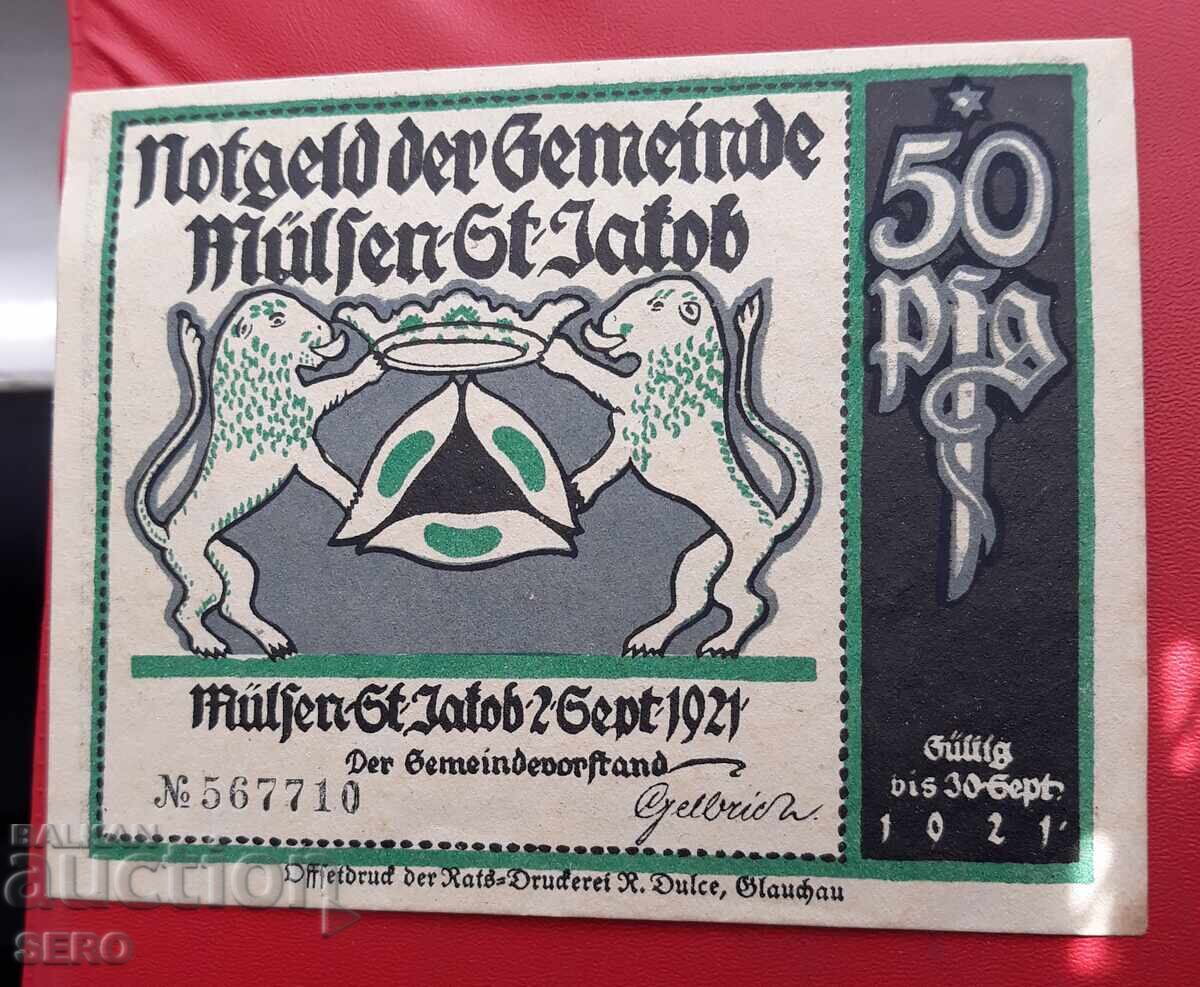 Notgeld der Gemeinde
Mülsen-St-Jakob
50
Pfg
Mülsen-St-Jakob-2-Sept-1921-
Der Gemeindevorstand
№ 567710
Gelbrich.
Gültig
bis 30-Sept.
1921
Offsetdruck der Rats=Druckerei R. Dulce, Glauchau
BALKAN
auction
SERO